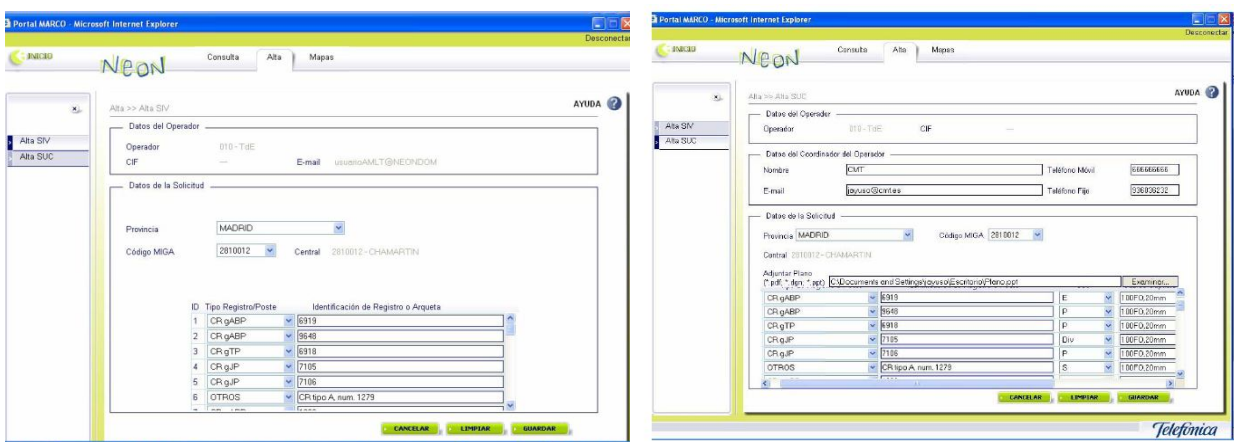 Portal MARCO - Microsoft Internet Explorer
Desconectar
INICIO
NeoN
Consulta Alta Mapas
AYUDA
Alta >> Alta SIV
Alta SIV
Alta SUC
Datos del Operador
Operador 010 - TdE
CIF --- E-mail usuarioAMLT@NEONDOM
Datos de la Solicitud
Provincia MADRID
Código MIGA 2810012 Central 2810012 - CHAMARTIN
ID Tipo Registro/Poste Identificación de Registro o Arqueta
1 CR gABP 6919
2 CR gABP 9648
3 CR gTP 6918
4 CR gJP 7105
5 CR gJP 7106
6 OTROS CR tipo A, num. 1279
CANCELAR LIMPIAR GUARDAR
Portal MARCO - Microsoft Internet Explorer
Desconectar
INICIO
NeoN
Consulta Alta Mapas
AYUDA
Alta >> Alta SUC
Alta SIV
Alta SUC
Datos del Operador
Operador 010 - TdE CIF ---
Datos del Coordinador del Operador
Nombre CMT Teléfono Móvil 666666666
E-mail jayuso@cmt.es Teléfono Fijo 936036232
Datos de la Solicitud
Provincia MADRID Código MIGA 2810012
Central 2810012 - CHAMARTIN
Adjuntar Plano
(*.pdf, *.dgn, *.ppt) C:\Documents and Settings\jayuso\Escritorio\Plano.ppt Examinar...
CR gABP 6919 E 100FO,20mm
CR gABP 9648 P 100FO,20mm
CR gTP 6918 P 100FO,20mm
CR gJP 7105 Div 100FO,20mm
CR gJP 7106 P 100FO,20mm
OTROS CR tipo A, num. 1279 S 100FO,20mm
CANCELAR LIMPIAR GUARDAR
Telefónica